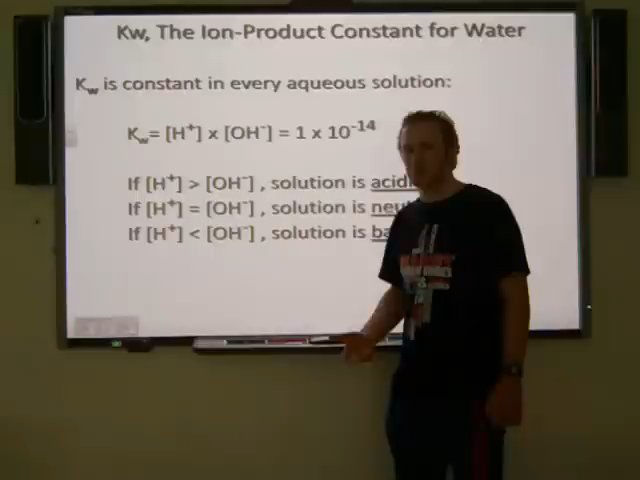 Kw, The Ion-Product Constant for Water
Kw is constant in every aqueous solution:
Kw= [H⁺] x [OH⁻] = 1 x 10⁻¹⁴
If [H⁺] > [OH⁻] , solution is acidi
If [H⁺] = [OH⁻] , solution is neu
If [H⁺] < [OH⁻] , solution is ba